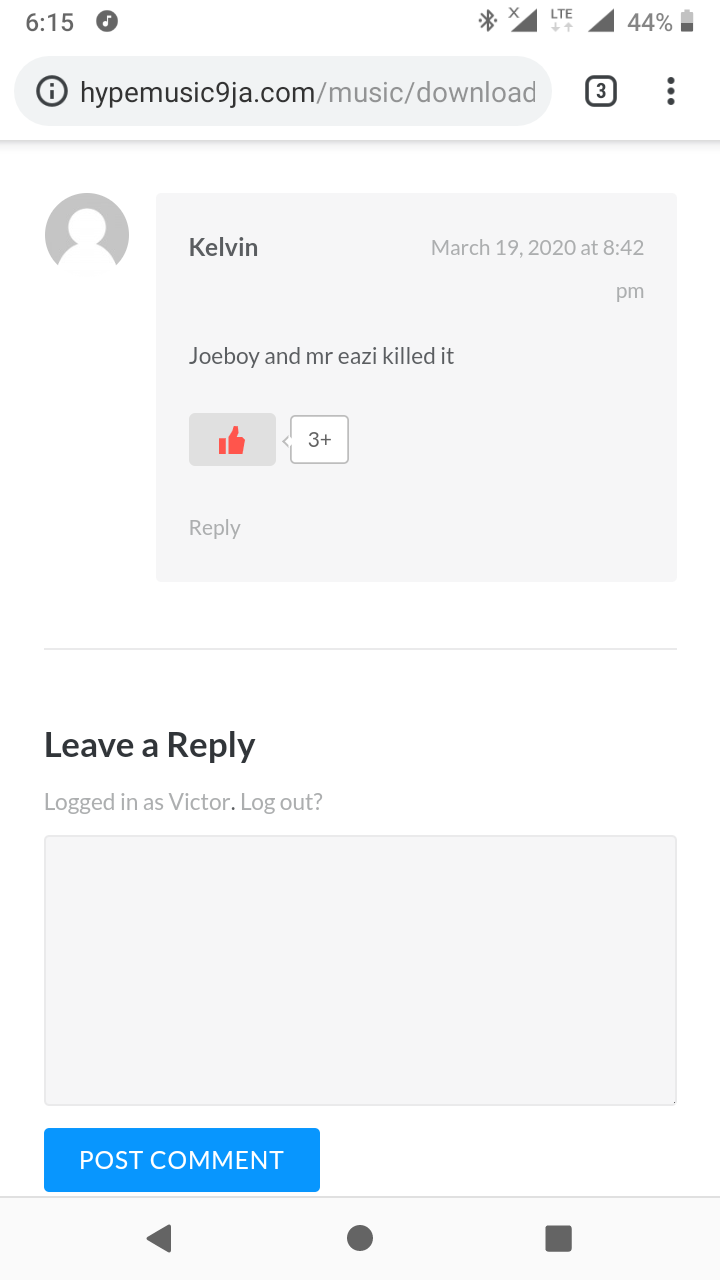 6:15
LTE
44%
hypemusic9ja.com/music/download
3
Kelvin
March 19, 2020 at 8:42
pm
Joeboy and mr eazi killed it
3+
Reply
Leave a Reply
Logged in as Victor. Log out?
POST COMMENT